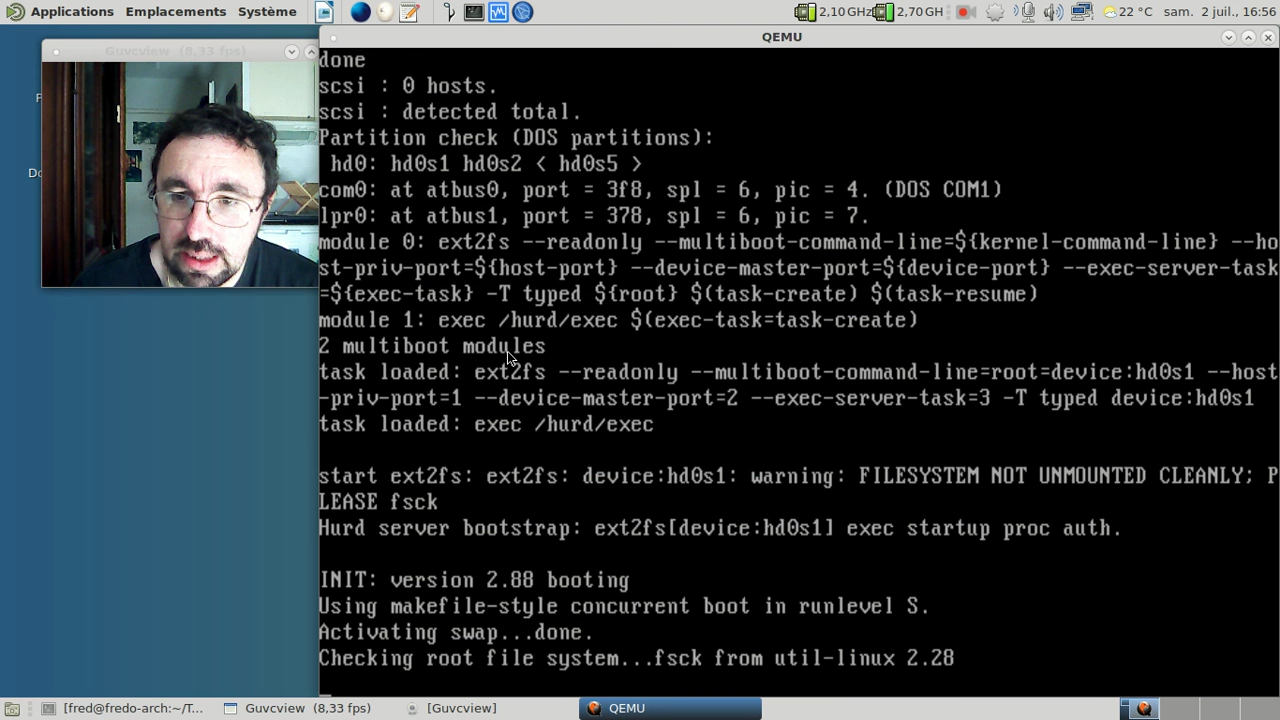 Applications Emplacements Système 2,10 GHz 2,70 GH 22 °C sam. 2 juil., 16:56
Guvcview (8,33 fps)
QEMU
done
scsi : 0 hosts.
scsi : detected total.
Partition check (DOS partitions):
hd0: hd0s1 hd0s2 < hd0s5 >
com0: at atbus0, port = 3f8, spl = 6, pic = 4. (DOS COM1)
lpr0: at atbus1, port = 378, spl = 6, pic = 7.
module 0: ext2fs --readonly --multiboot-command-line=${kernel-command-line} --ho
st-priv-port=${host-port} --device-master-port=${device-port} --exec-server-task
=${exec-task} -T typed ${root} $(task-create) $(task-resume)
module 1: exec /hurd/exec $(exec-task=task-create)
2 multiboot modules
task loaded: ext2fs --readonly --multiboot-command-line=root=device:hd0s1 --host
-priv-port=1 --device-master-port=2 --exec-server-task=3 -T typed device:hd0s1
task loaded: exec /hurd/exec
start ext2fs: ext2fs: device:hd0s1: warning: FILESYSTEM NOT UNMOUNTED CLEANLY; P
LEASE fsck
Hurd server bootstrap: ext2fs[device:hd0s1] exec startup proc auth.
INIT: version 2.88 booting
Using makefile-style concurrent boot in runlevel S.
Activating swap...done.
Checking root file system...fsck from util-linux 2.28
[fred@fredo-arch:~/T... Guvcview (8,33 fps) [Guvcview] QEMU